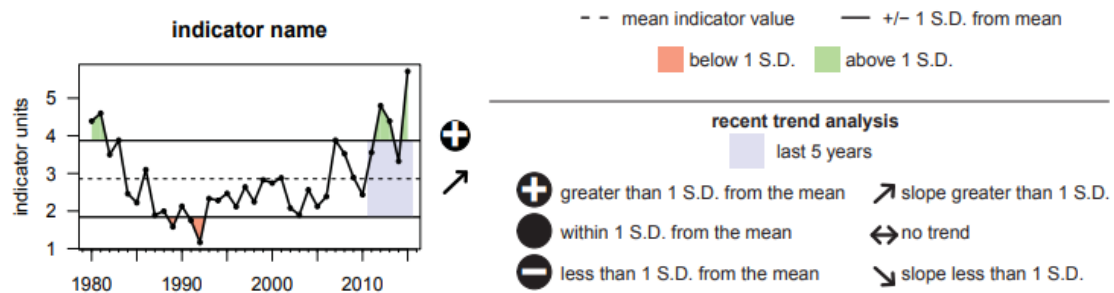 indicator name
indicator units
5
4
3
2
1
1980 1990 2000 2010
mean indicator value
+/− 1 S.D. from mean
below 1 S.D.
above 1 S.D.
recent trend analysis
last 5 years
greater than 1 S.D. from the mean
slope greater than 1 S.D.
within 1 S.D. from the mean
no trend
less than 1 S.D. from the mean
slope less than 1 S.D.